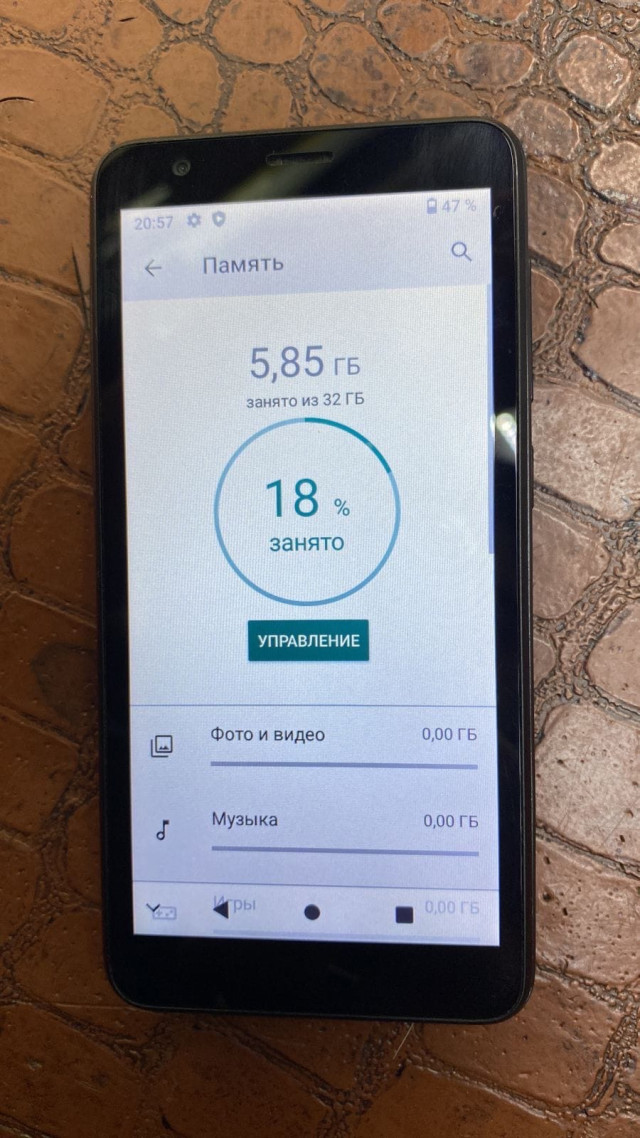 20:57 47 %
Память
5,85 ГБ
занято из 32 ГБ
18 %
занято
УПРАВЛЕНИЕ
Фото и видео 0,00 ГБ
Музыка 0,00 ГБ
Игры 0,00 ГБ